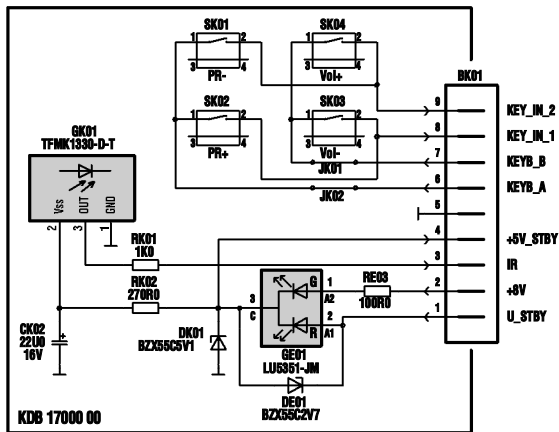 SK01
1 2
3 4
PR-
SK04
1 2
3 4
Vol+
SK02
1 2
3 4
PR+
SK03
1 2
3 4
Vol-
JK01
JK02
BK01
9 KEY_IN_2
8 KEY_IN_1
7 KEYB_B
6 KEYB_A
5
4 +5V_STBY
3 IR
2 +8V
1 U_STBY
GK01
TFMK1330-D-T
Vss OUT GND
2 3 1
RK01
1K0
RK02
270R0
CK02
22U0
16V
+
DK01
BZX55C5V1
3
C
G
R
1
A2
2
A1
GE01
LU5351-JM
RE03
100R0
DE01
BZX55C2V7
KDB 17000 00